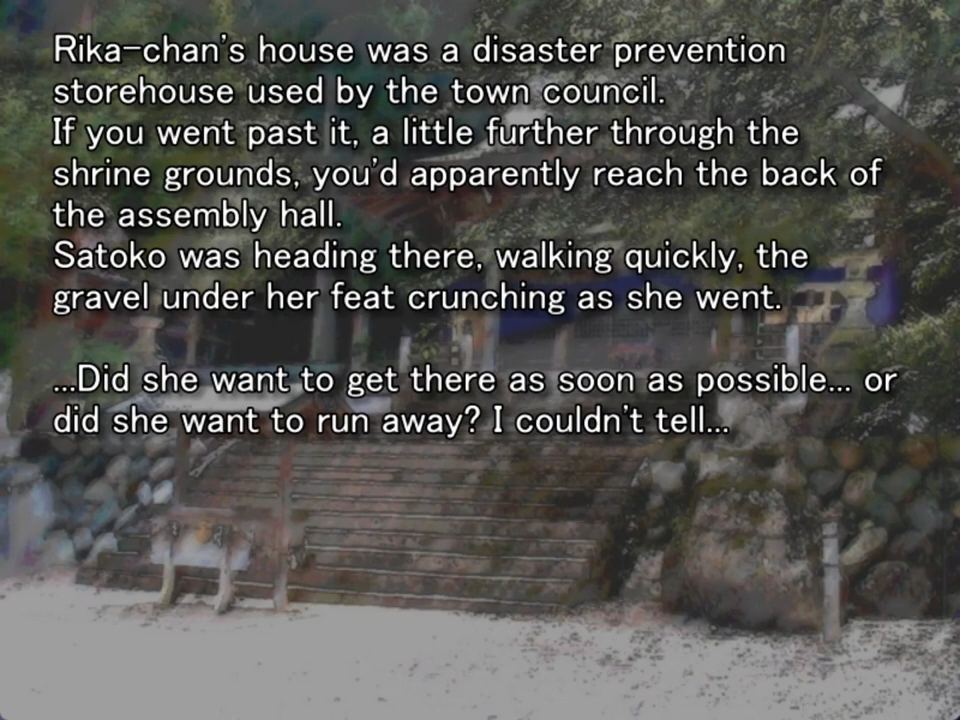 Rika-chan's house was a disaster prevention
storehouse used by the town council.
If you went past it, a little further through the
shrine grounds, you'd apparently reach the back of
the assembly hall.
Satoko was heading there, walking quickly, the
gravel under her feat crunching as she went.
...Did she want to get there as soon as possible... or
did she want to run away? I couldn't tell...